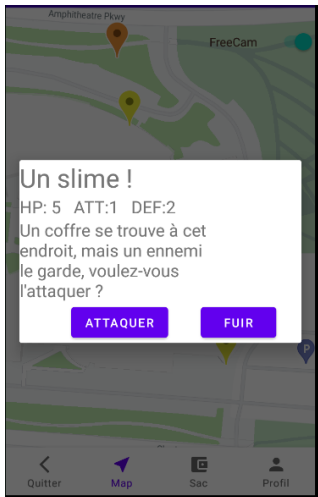 Amphitheatre Pkwy
FreeCam
Un slime !
HP: 5 ATT:1 DEF:2
Un coffre se trouve à cet
endroit, mais un ennemi
le garde, voulez-vous
l'attaquer ?
ATTAQUER FUIR
P
Quitter Map Sac Profil